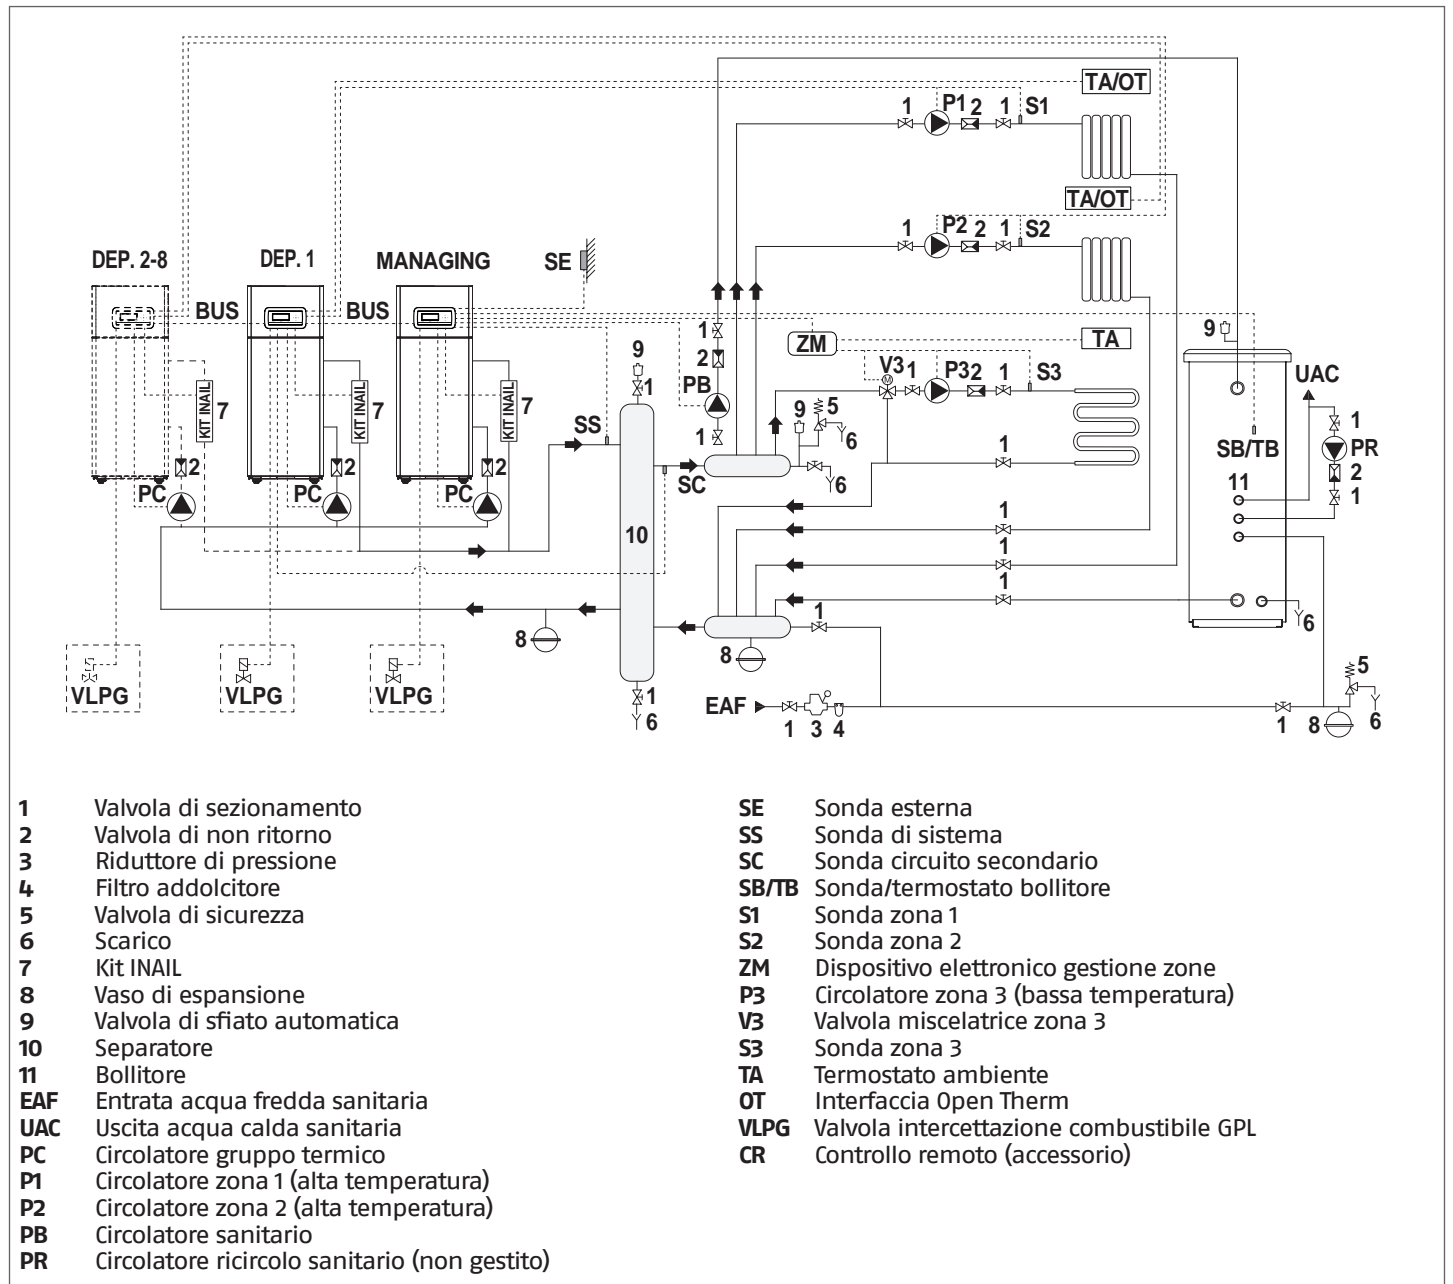 TA/OT
1 P1 2 1 S1
TA/OT
1 P2 2 1 S2
DEP. 2-8 DEP. 1 MANAGING SE
BUS BUS
ZM TA
9
1
2
PB
1
9
1
V3 1 P3 2 1 S3
9 5
6
6
UAC
1
PR
2
1
SB/TB
11
KIT INAIL 7 KIT INAIL 7 KIT INAIL 7
SS
SC
1
2 2 2
PC PC PC
10
1
1
1
1
8
8
6
VLPG VLPG VLPG
1
6
EAF
1 3 4
1 8 5 6
1 Valvola di sezionamento
2 Valvola di non ritorno
3 Riduttore di pressione
4 Filtro addolcitore
5 Valvola di sicurezza
6 Scarico
7 Kit INAIL
8 Vaso di espansione
9 Valvola di sfiato automatica
10 Separatore
11 Bollitore
EAF Entrata acqua fredda sanitaria
UAC Uscita acqua calda sanitaria
PC Circolatore gruppo termico
P1 Circolatore zona 1 (alta temperatura)
P2 Circolatore zona 2 (alta temperatura)
PB Circolatore sanitario
PR Circolatore ricircolo sanitario (non gestito)
SE Sonda esterna
SS Sonda di sistema
SC Sonda circuito secondario
SB/TB Sonda/termostato bollitore
S1 Sonda zona 1
S2 Sonda zona 2
ZM Dispositivo elettronico gestione zone
P3 Circolatore zona 3 (bassa temperatura)
V3 Valvola miscelatrice zona 3
S3 Sonda zona 3
TA Termostato ambiente
OT Interfaccia Open Therm
VLPG Valvola intercettazione combustibile GPL
CR Controllo remoto (accessorio)